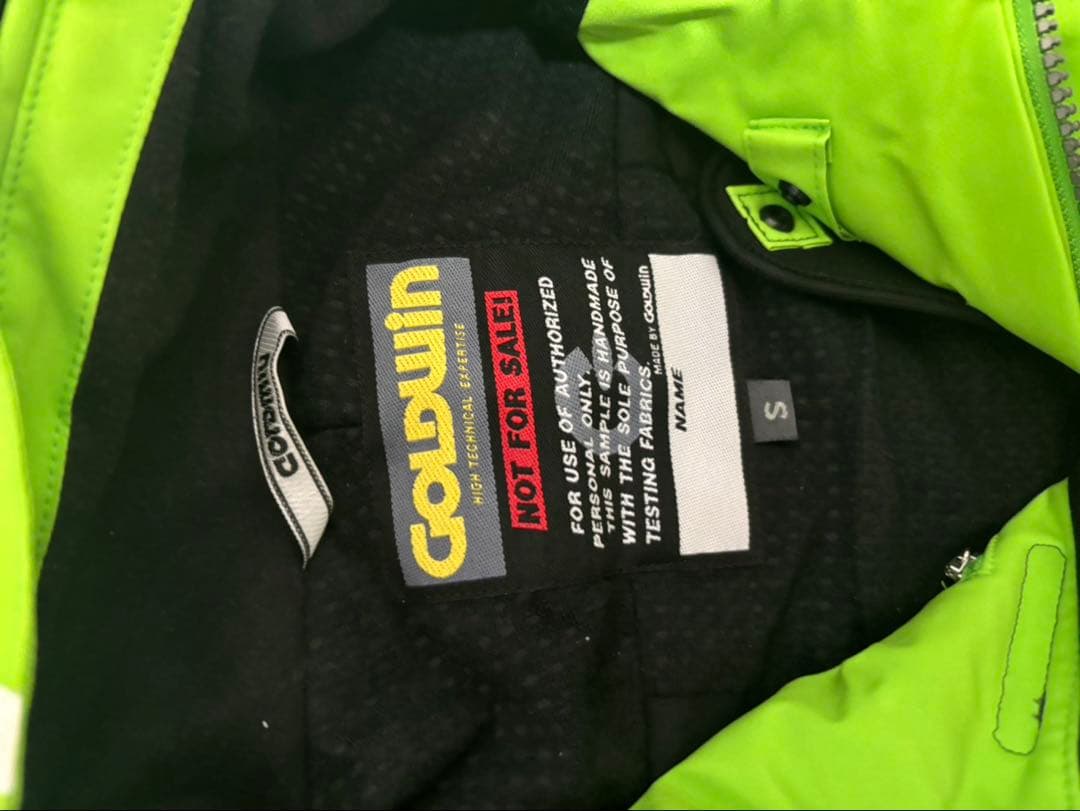 GOLDWIN
GOLDWIN
HIGH TECHNICAL EXPERTISE
NOT FOR SALE!
FOR USE OF AUTHORIZED
PERSONAL ONLY.
THIS SAMPLE IS HANDMADE
WITH THE SOLE PURPOSE OF
TESTING FABRICS.
MADE BY GOLDWIN
NAME
S